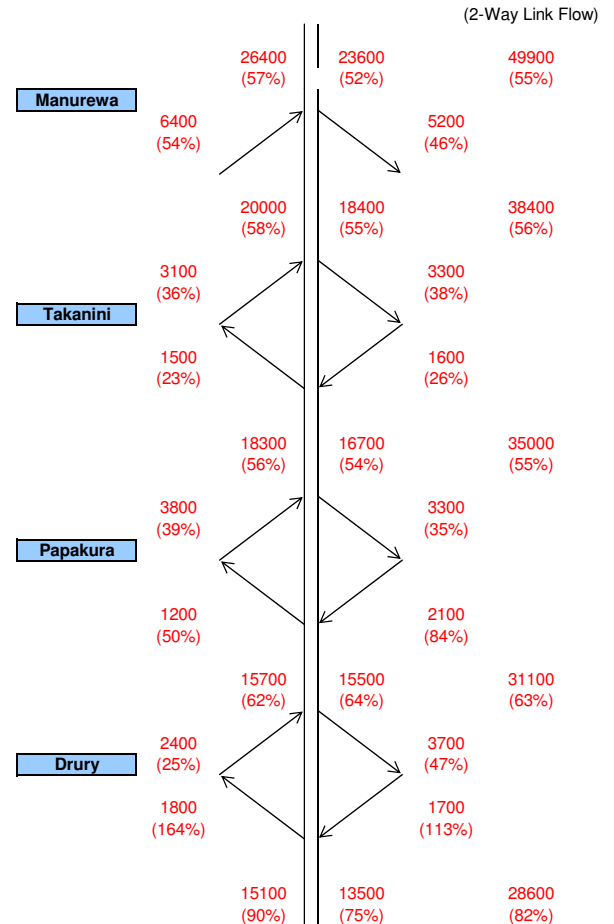 (2-Way Link Flow)
26400 23600 49900
(57%) (52%) (55%)
Manurewa
6400 5200
(54%) (46%)
20000 18400 38400
(58%) (55%) (56%)
3100 3300
(36%) (38%)
Takanini
1500 1600
(23%) (26%)
18300 16700 35000
(56%) (54%) (55%)
3800 3300
(39%) (35%)
Papakura
1200 2100
(50%) (84%)
15700 15500 31100
(62%) (64%) (63%)
2400 3700
(25%) (47%)
Drury
1800 1700
(164%) (113%)
15100 13500 28600
(90%) (75%) (82%)